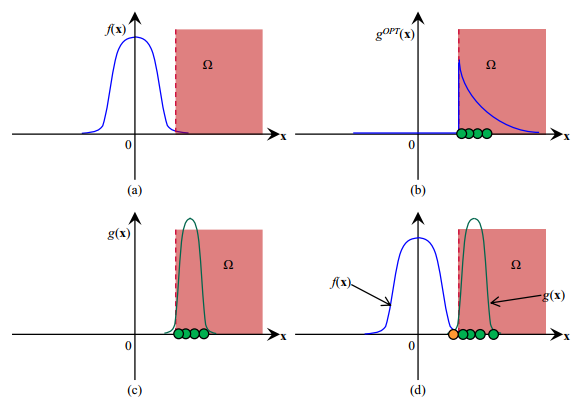 f(x)
Ω
0
x
(a)
g^OPT(x)
Ω
0
x
(b)
g(x)
Ω
0
x
(c)
f(x)
Ω
g(x)
0
x
(d)